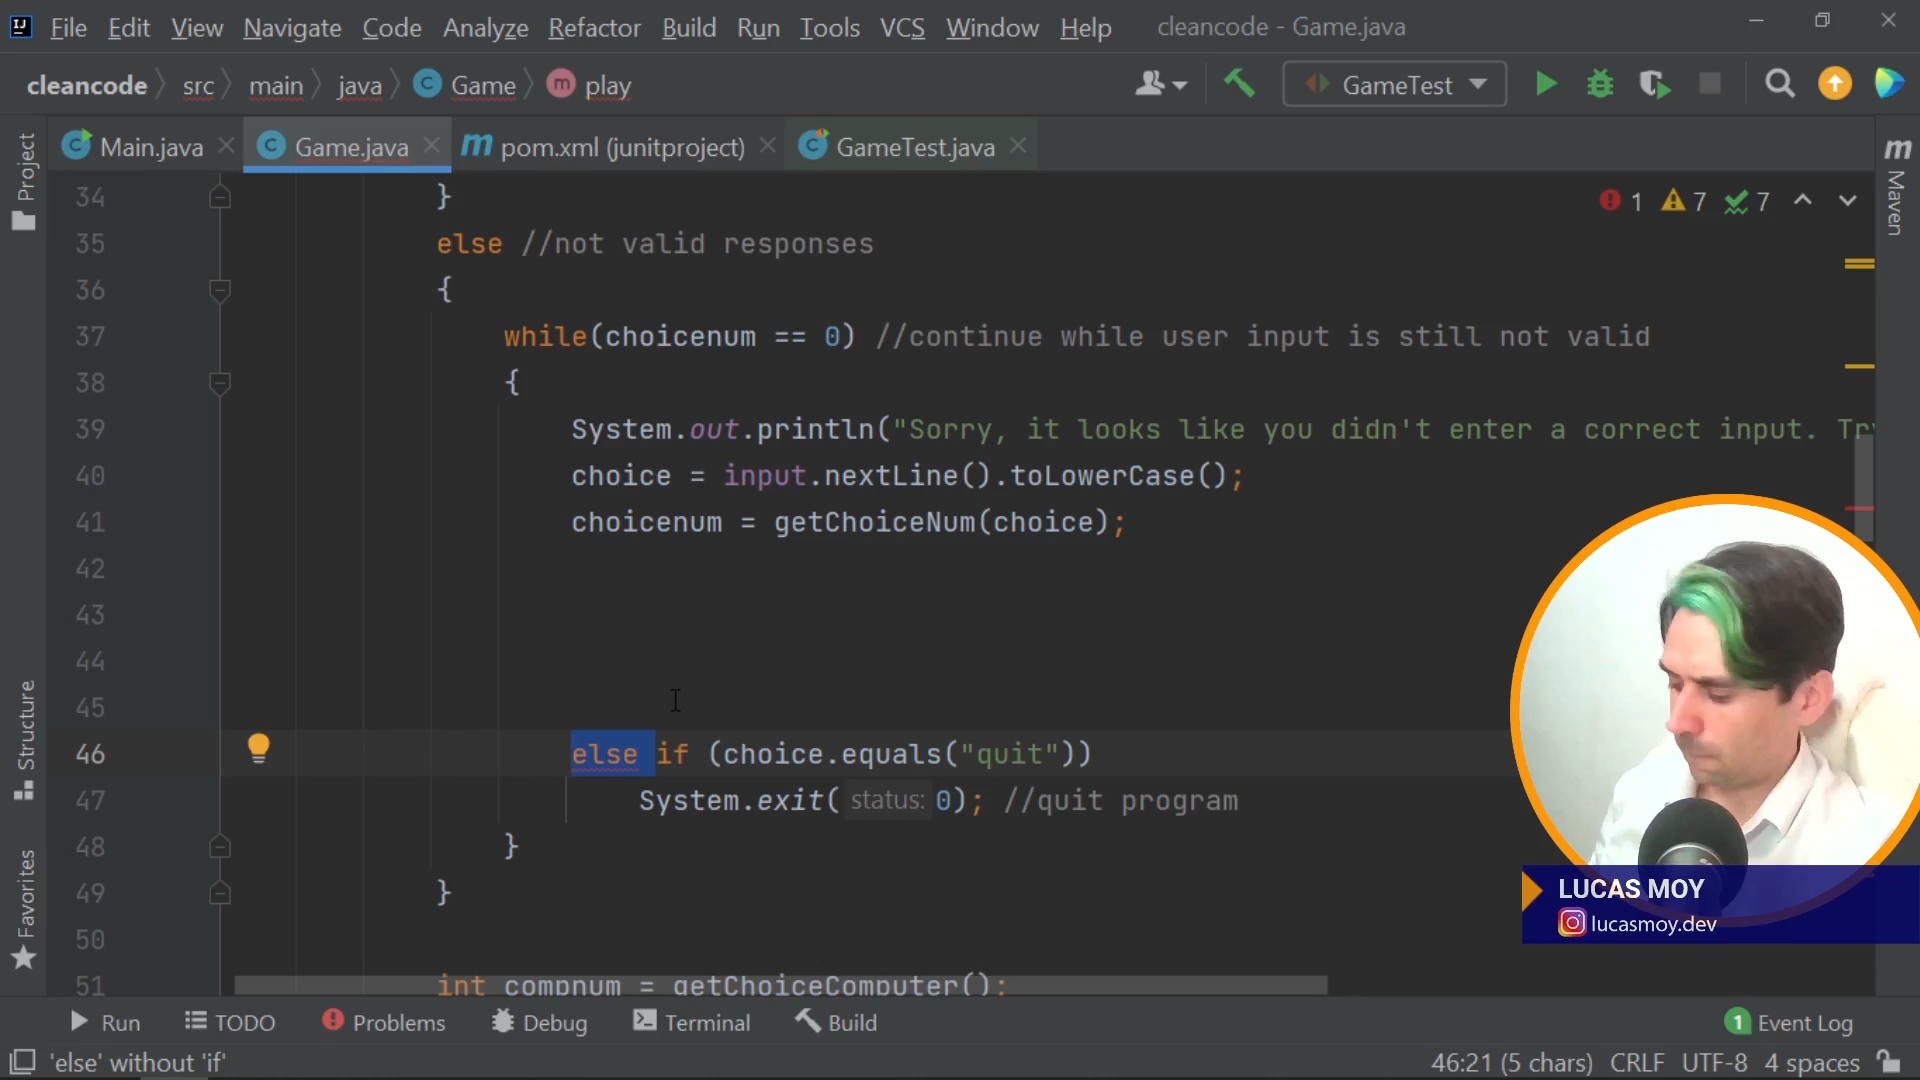 File Edit View Navigate Code Analyze Refactor Build Run Tools VCS Window Help cleancode - Game.java
cleancode src main java Game play GameTest
Main.java Game.java pom.xml (junitproject) GameTest.java
Project
Structure
Favorites
Maven
1 7 7
34 }
35 else //not valid responses
36 {
37 while(choicenum == 0) //continue while user input is still not valid
38 {
39 System.out.println("Sorry, it looks like you didn't enter a correct input. Tr
40 choice = input.nextLine().toLowerCase();
41 choicenum = getChoiceNum(choice);
42
43
44
45
46 else if (choice.equals("quit"))
47 System.exit( status: 0); //quit program
48 }
49 }
50
51 int compnum = getChoiceComputer();
LUCAS MOY
lucasmoy.dev
Run TODO Problems Debug Terminal Build 1 Event Log
'else' without 'if' 46:21 (5 chars) CRLF UTF-8 4 spaces